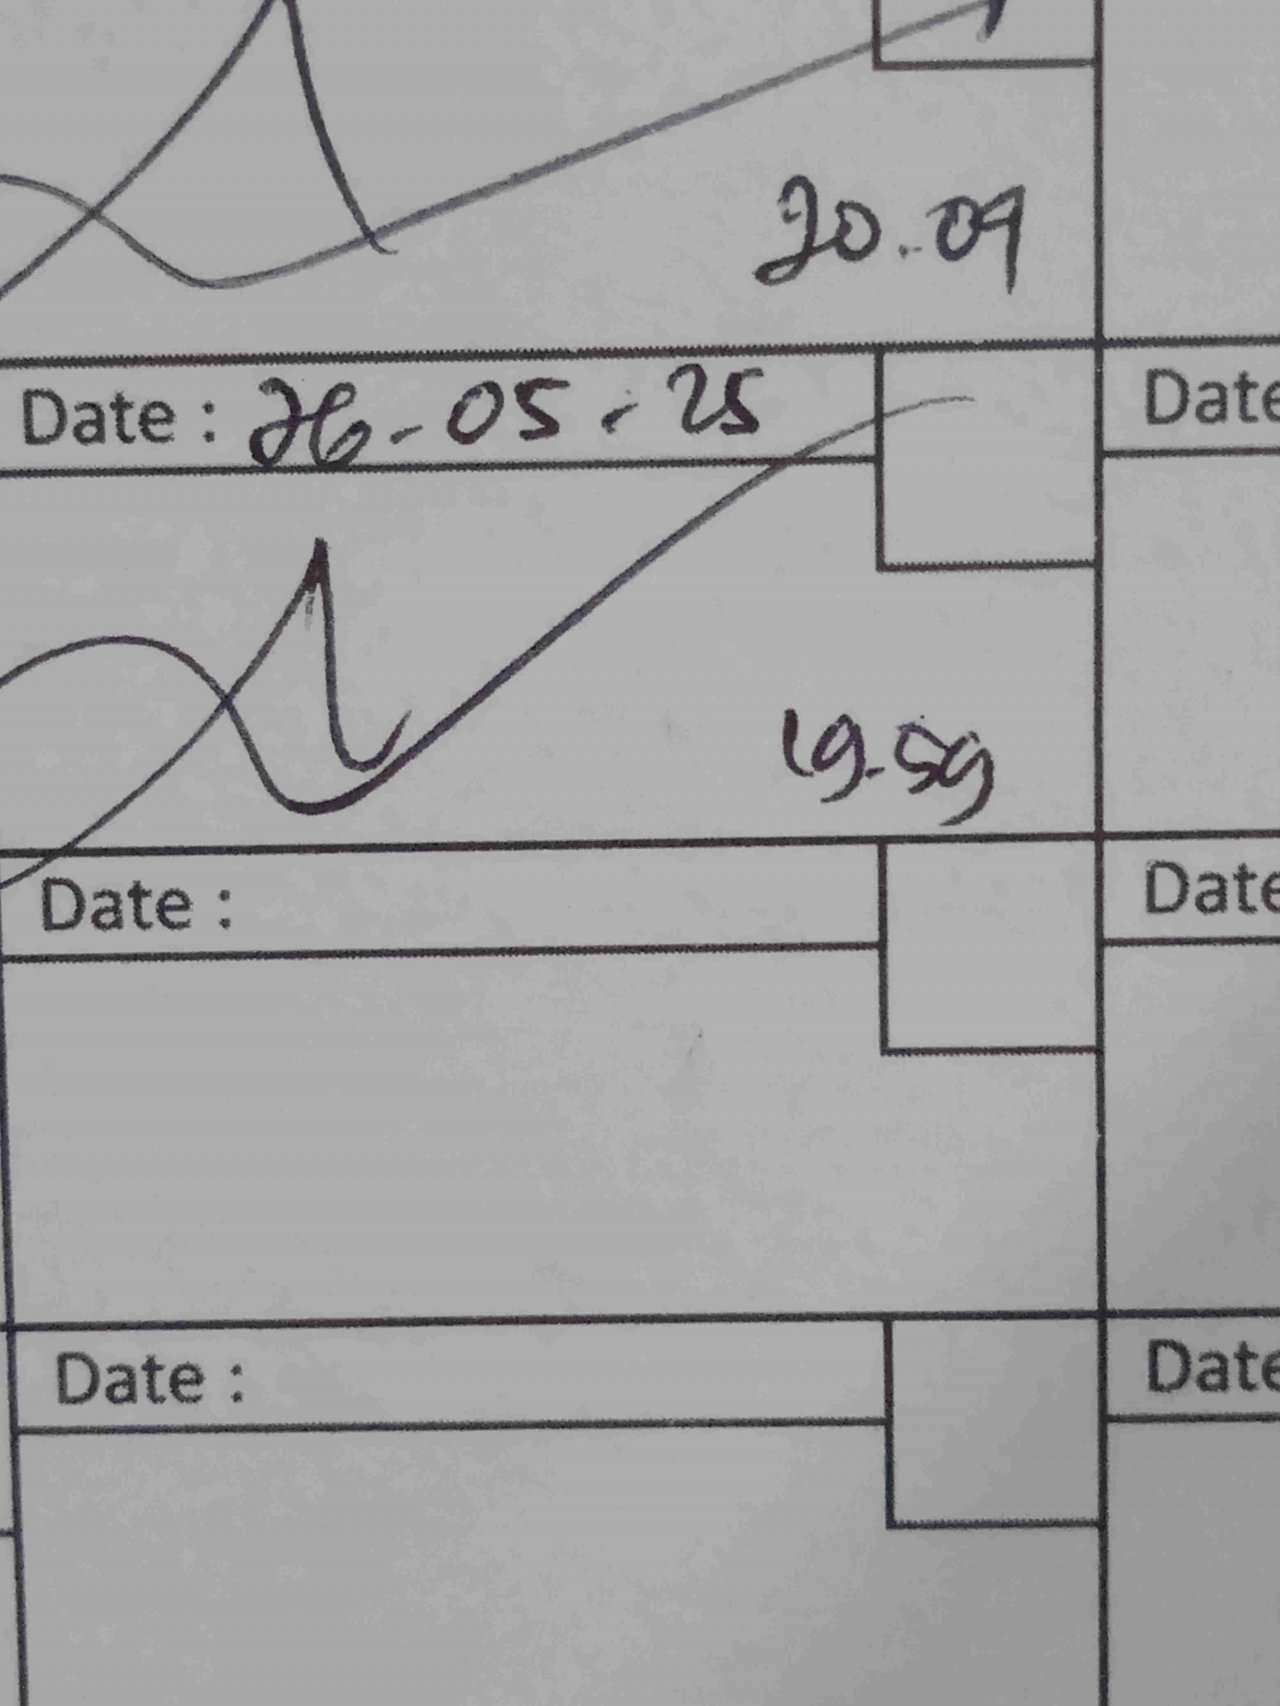 20.09
Date : 26-05-25
Date
19.59
Date :
Date
Date :
Date